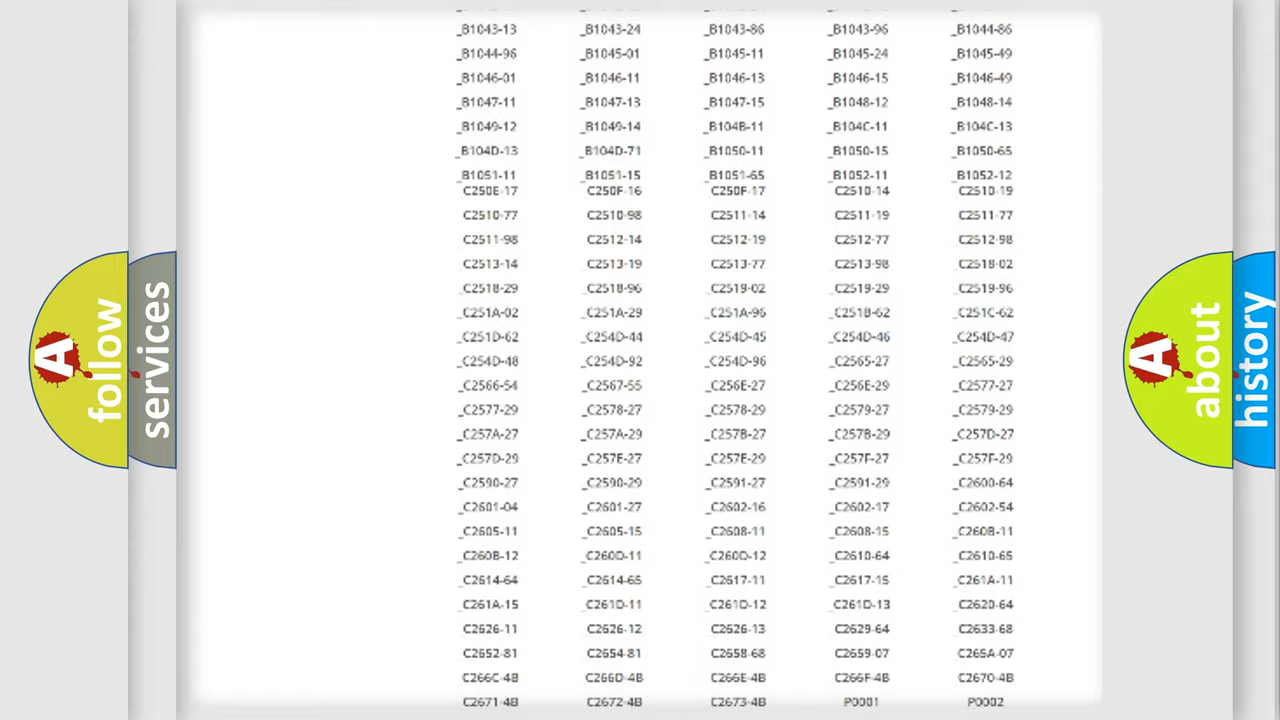 _B1043-13 _B1043-24 _B1043-86 _B1043-96 _B1044-86
_B1044-96 _B1045-01 _B1045-11 _B1045-24 _B1045-49
_B1046-01 _B1046-11 _B1046-13 _B1046-15 _B1046-49
_B1047-11 _B1047-13 _B1047-15 _B1048-12 _B1048-14
_B1049-12 _B1049-14 _B104B-11 _B104C-11 _B104C-13
_B104D-13 _B104D-71 _B1050-11 _B1050-15 _B1050-65
_B1051-11 _B1051-15 _B1051-65 _B1052-11 _B1052-12
C250E-17 C250F-16 C250F-17 C2510-14 C2510-19
C2510-77 C2510-98 C2511-14 C2511-19 C2511-77
C2511-98 C2512-14 C2512-19 C2512-77 C2512-98
C2513-14 C2513-19 C2513-77 C2513-98 C2518-02
_C2518-29 _C2518-96 _C2519-02 _C2519-29 _C2519-96
_C251A-02 _C251A-29 _C251A-96 _C251B-62 _C251C-62
_C251D-62 _C254D-44 _C254D-45 _C254D-46 _C254D-47
_C254D-48 _C254D-92 _C254D-96 _C2565-27 _C2565-29
_C2566-54 _C2567-55 _C256E-27 _C256E-29 _C2577-27
_C2577-29 _C2578-27 _C2578-29 _C2579-27 _C2579-29
_C257A-27 _C257A-29 _C257B-27 _C257B-29 _C257D-27
_C257D-29 _C257E-27 _C257E-29 _C257F-27 _C257F-29
_C2590-27 _C2590-29 _C2591-27 _C2591-29 _C2600-64
_C2601-04 _C2601-27 _C2602-16 _C2602-17 _C2602-54
_C2605-11 _C2605-15 _C2608-11 _C2608-15 _C260B-11
_C260B-12 _C260D-11 _C260D-12 _C2610-64 _C2610-65
_C2614-64 _C2614-65 _C2617-11 _C2617-15 _C261A-11
_C261A-15 _C261D-11 _C261D-12 _C261D-13 _C2620-64
C2626-11 C2626-12 C2626-13 C2629-64 C2633-68
C2652-81 C2654-81 C2658-68 C2659-07 C265A-07
C266C-4B C266D-4B C266E-4B C266F-4B C2670-4B
C2671-4B C2672-4B C2673-4B P0001 P0002
A follow
services
A about
history